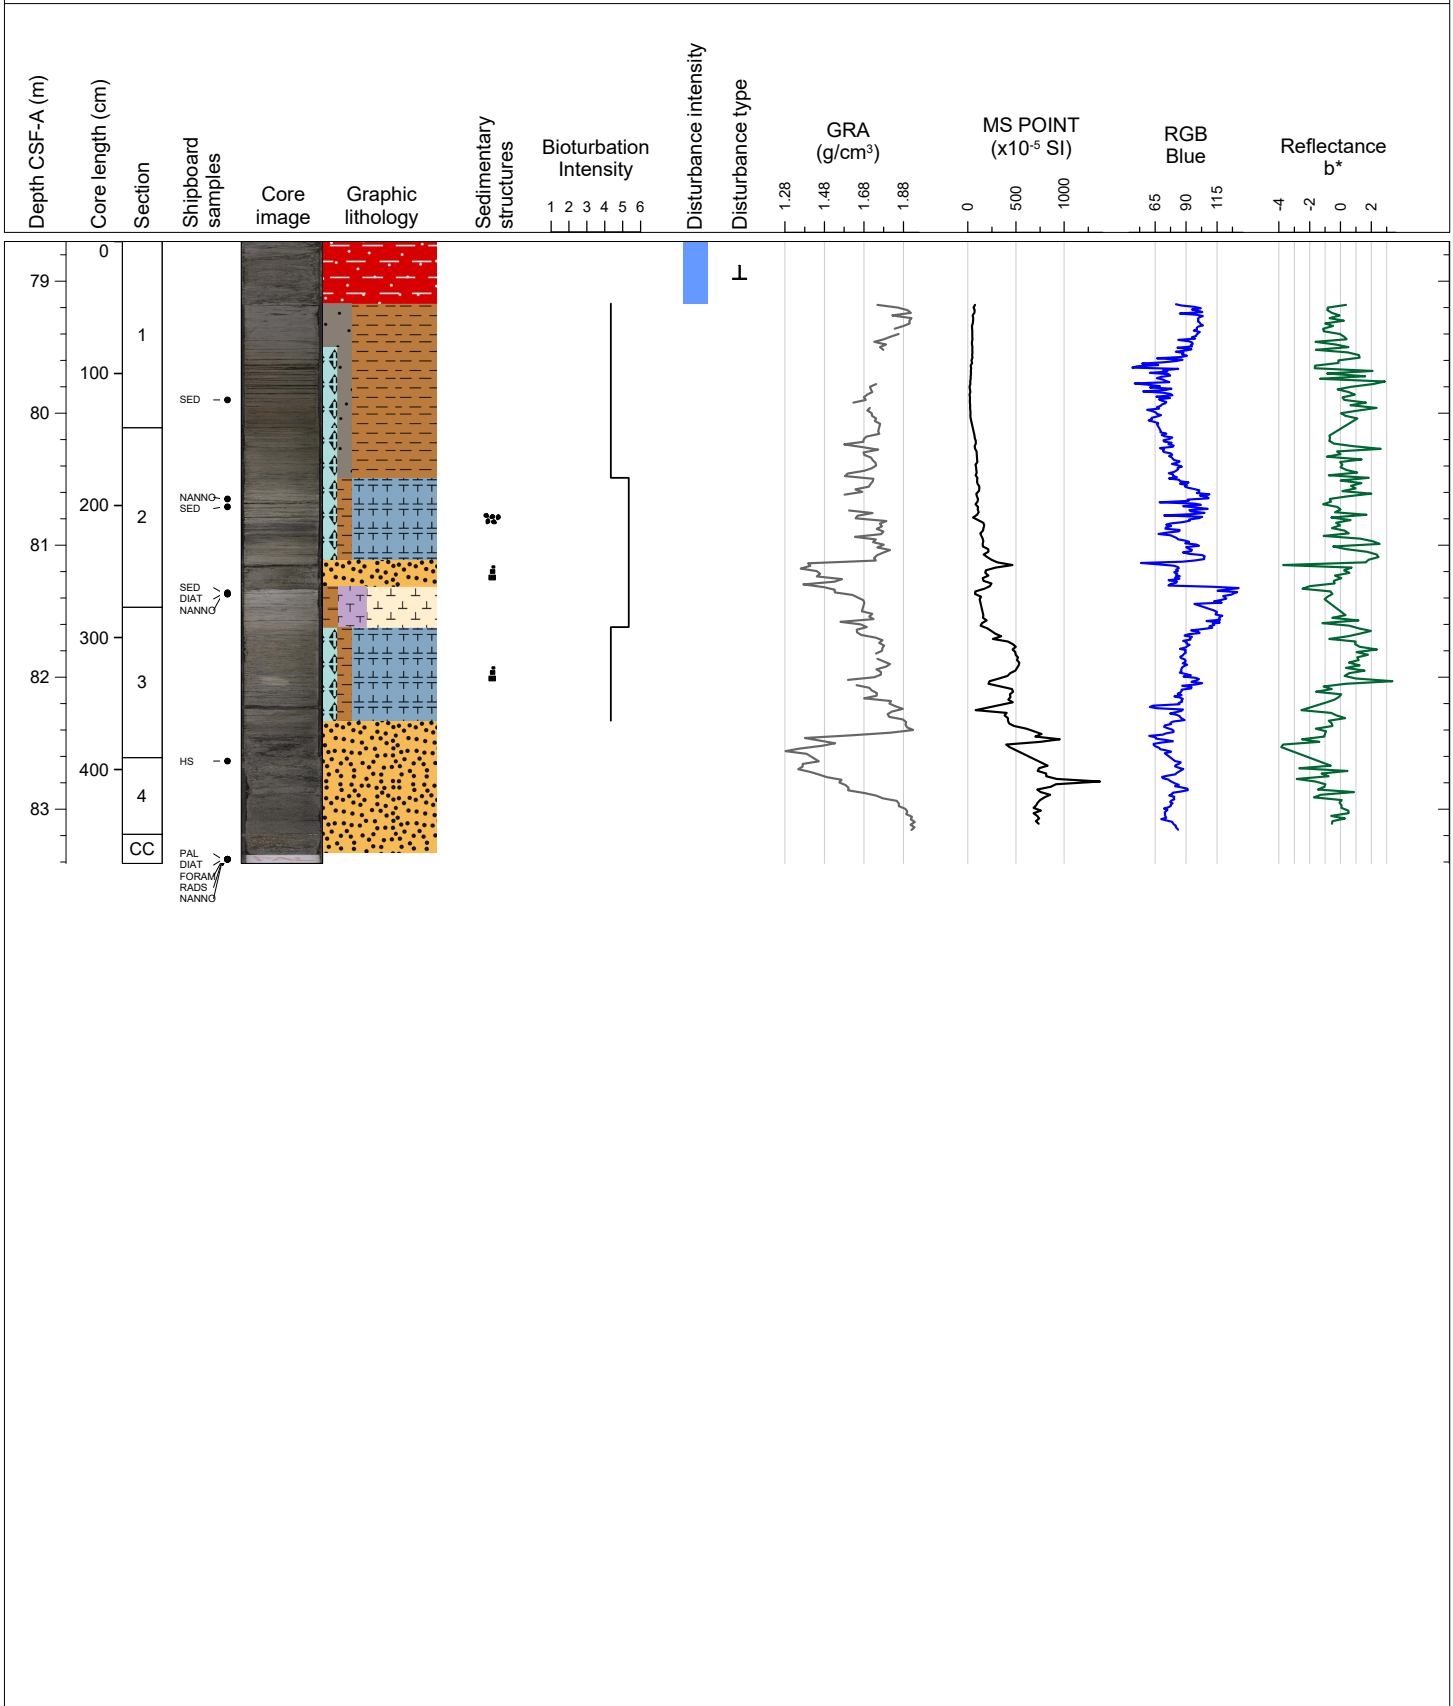 Depth CSF-A (m)
Core length (cm)
Section
Shipboard
samples
Core
image
Graphic
lithology
Sedimentary
structures
Bioturbation
Intensity
1 2 3 4 5 6
Disturbance intensity
Disturbance type
GRA
(g/cm³)
1.28 1.48 1.68 1.88
MS POINT
(x10⁻⁵ SI)
0 500 1000
RGB
Blue
65 90 115
Reflectance
b*
-4 -2 0 2
0
79
1
100
SED
80
NANNO
200
SED
2
81
SED
DIAT
NANNO
300
82
3
HS
400
4
83
CC
PAL
DIAT
FORAM
RADS
NANNO